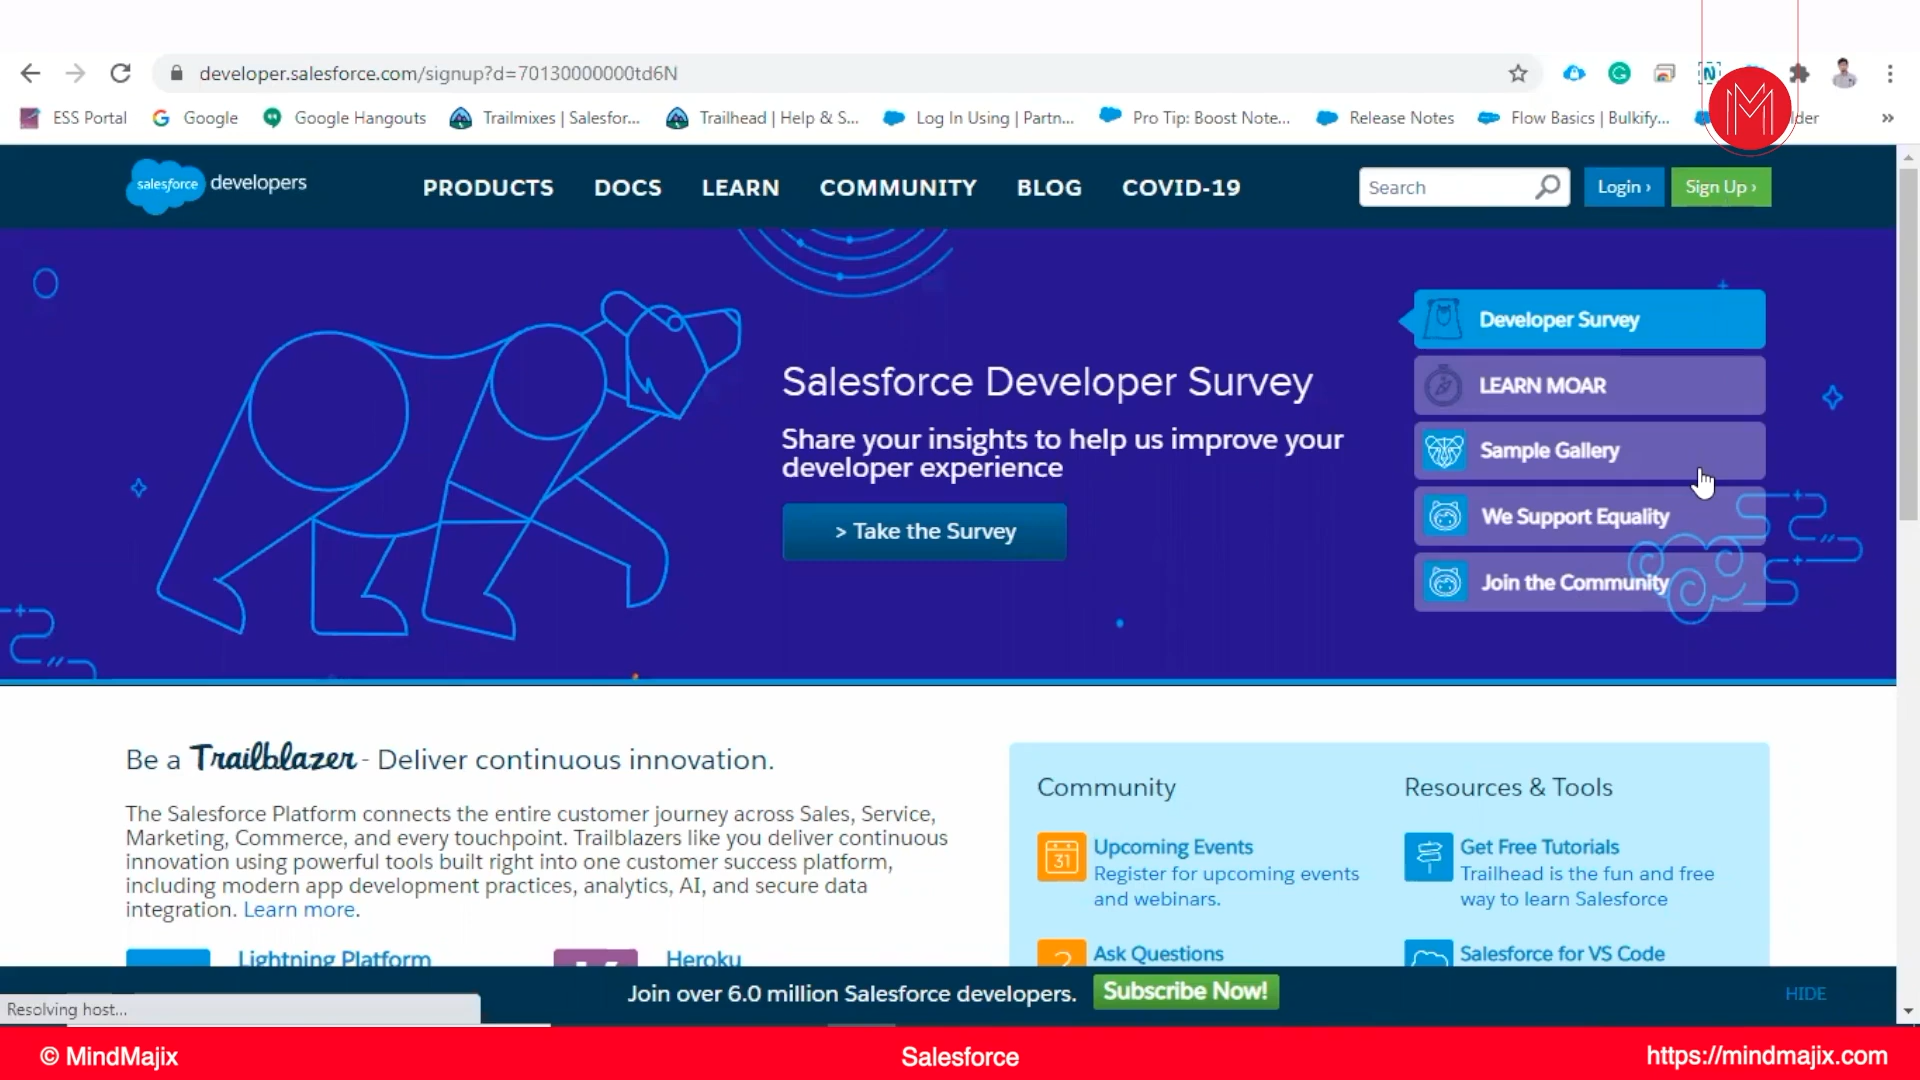 developer.salesforce.com/signup?d=70130000000td6N
ESS Portal
Google
Google Hangouts
Trailmixes | Salesfor...
Trailhead | Help & S...
Log In Using | Partn...
Pro Tip: Boost Note...
Release Notes
Flow Basics | Bulkify...
»
salesforce developers
PRODUCTS
DOCS
LEARN
COMMUNITY
BLOG
COVID-19
Search
Login ›
Sign Up ›
Salesforce Developer Survey
Share your insights to help us improve your
developer experience
> Take the Survey
Developer Survey
LEARN MOAR
Sample Gallery
We Support Equality
Join the Community
Be a Trailblazer - Deliver continuous innovation.
The Salesforce Platform connects the entire customer journey across Sales, Service,
Marketing, Commerce, and every touchpoint. Trailblazers like you deliver continuous
innovation using powerful tools built right into one customer success platform,
including modern app development practices, analytics, AI, and secure data
integration. Learn more.
Lightning Platform
Heroku
Community
31
Upcoming Events
Register for upcoming events
and webinars.
?
Ask Questions
Resources & Tools
Get Free Tutorials
Trailhead is the fun and free
way to learn Salesforce
Salesforce for VS Code
Join over 6.0 million Salesforce developers.
Subscribe Now!
HIDE
Resolving host...
© MindMajix
Salesforce
https://mindmajix.com